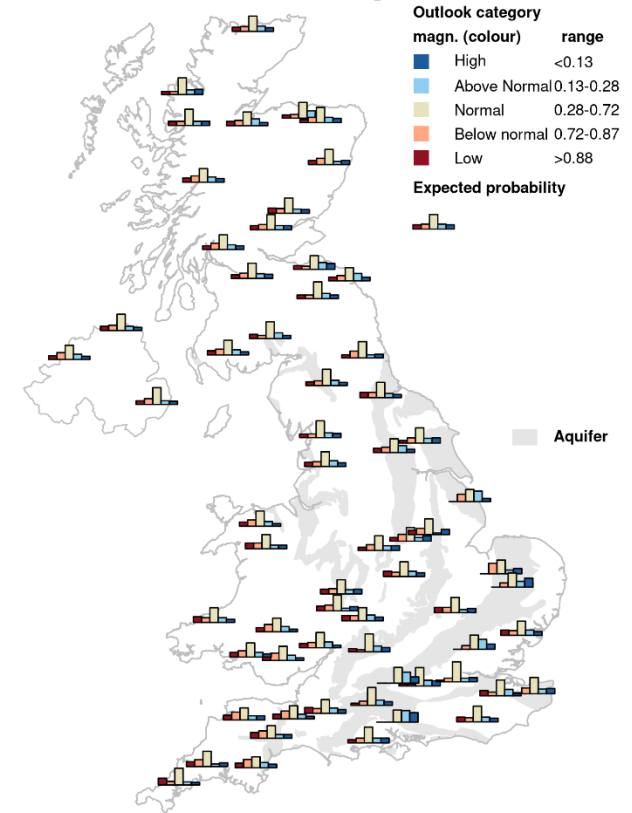 Outlook category
magn. (colour) range
High <0.13
Above Normal 0.13-0.28
Normal 0.28-0.72
Below normal 0.72-0.87
Low >0.88
Expected probability
Aquifer